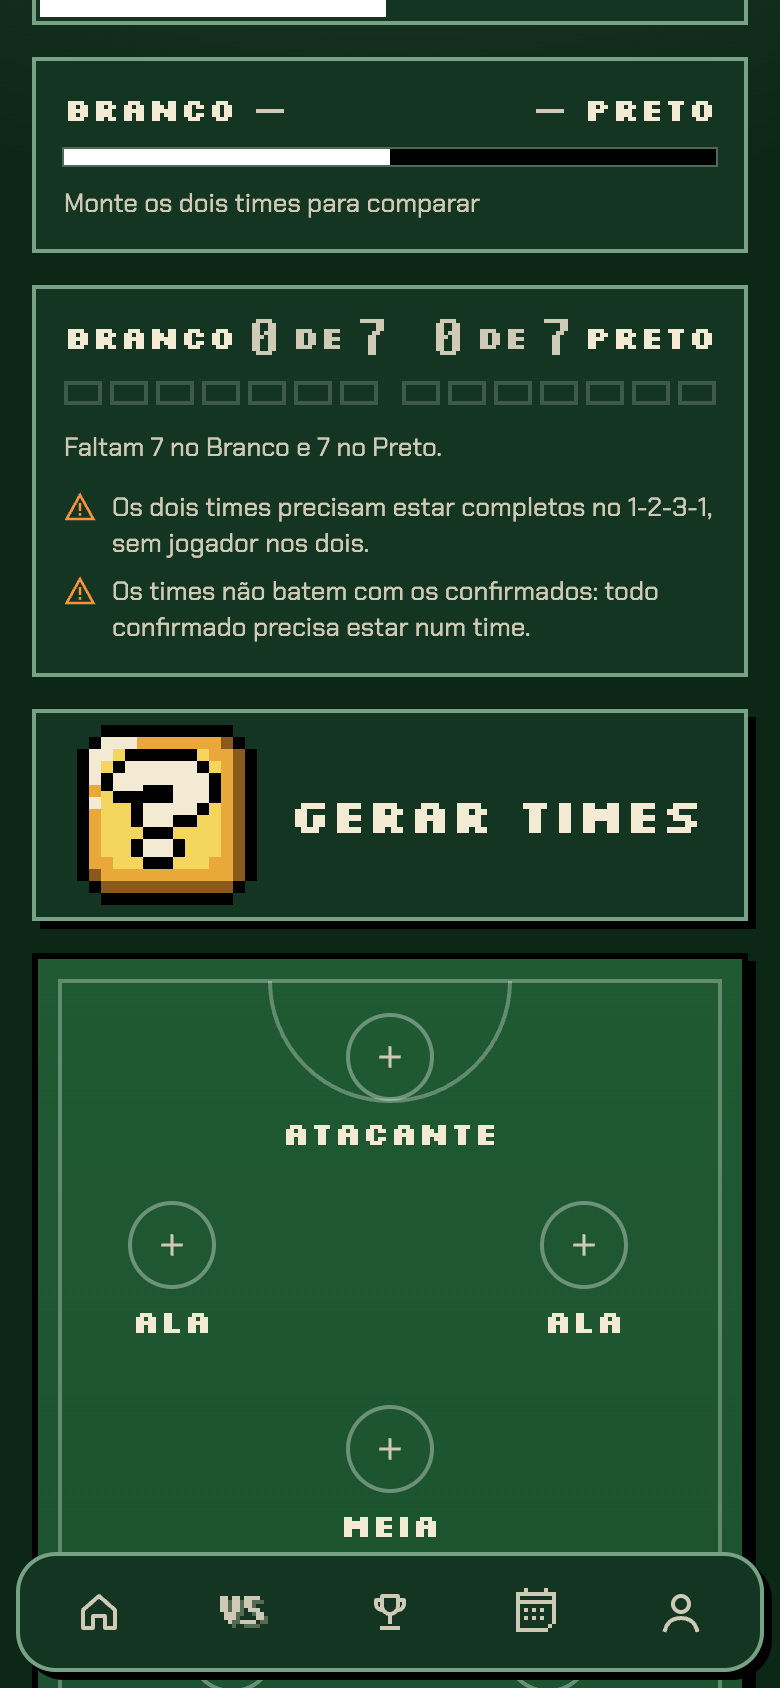 BRANCO — — PRETO
Monte os dois times para comparar
BRANCO 0 DE 7 0 DE 7 PRETO
Faltam 7 no Branco e 7 no Preto.
Os dois times precisam estar completos no 1-2-3-1,
sem jogador nos dois.
Os times não batem com os confirmados: todo
confirmado precisa estar num time.
GERAR TIMES
ATACANTE
ALA ALA
MEIA
VS